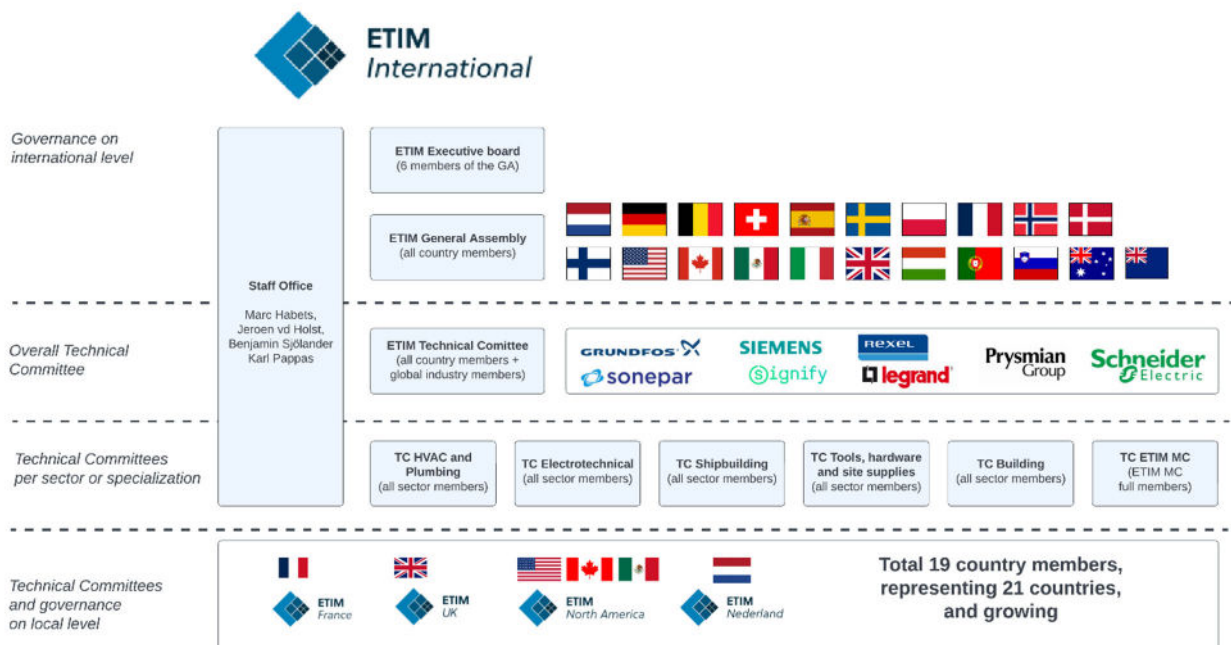 ETIM
International
Governance on
international level
ETIM Executive board
(6 members of the GA)
ETIM General Assembly
(all country members)
Staff Office
Marc Habets,
Jeroen vd Holst,
Benjamin Sjölander
Karl Pappas
Overall Technical
Committee
ETIM Technical Comittee
(all country members +
global industry members)
GRUNDFOS
SIEMENS
REXEL
Prysmian
Group
Schneider
Electric
sonepar
Signify
legrand
Technical Committees
per sector or specialization
TC HVAC and
Plumbing
(all sector members)
TC Electrotechnical
(all sector members)
TC Shipbuilding
(all sector members)
TC Tools, hardware
and site supplies
(all sector members)
TC Building
(all sector members)
TC ETIM MC
(ETIM MC
full members)
Technical Committees
and governance
on local level
ETIM
France
ETIM
UK
ETIM
North America
ETIM
Nederland
Total 19 country members,
representing 21 countries,
and growing